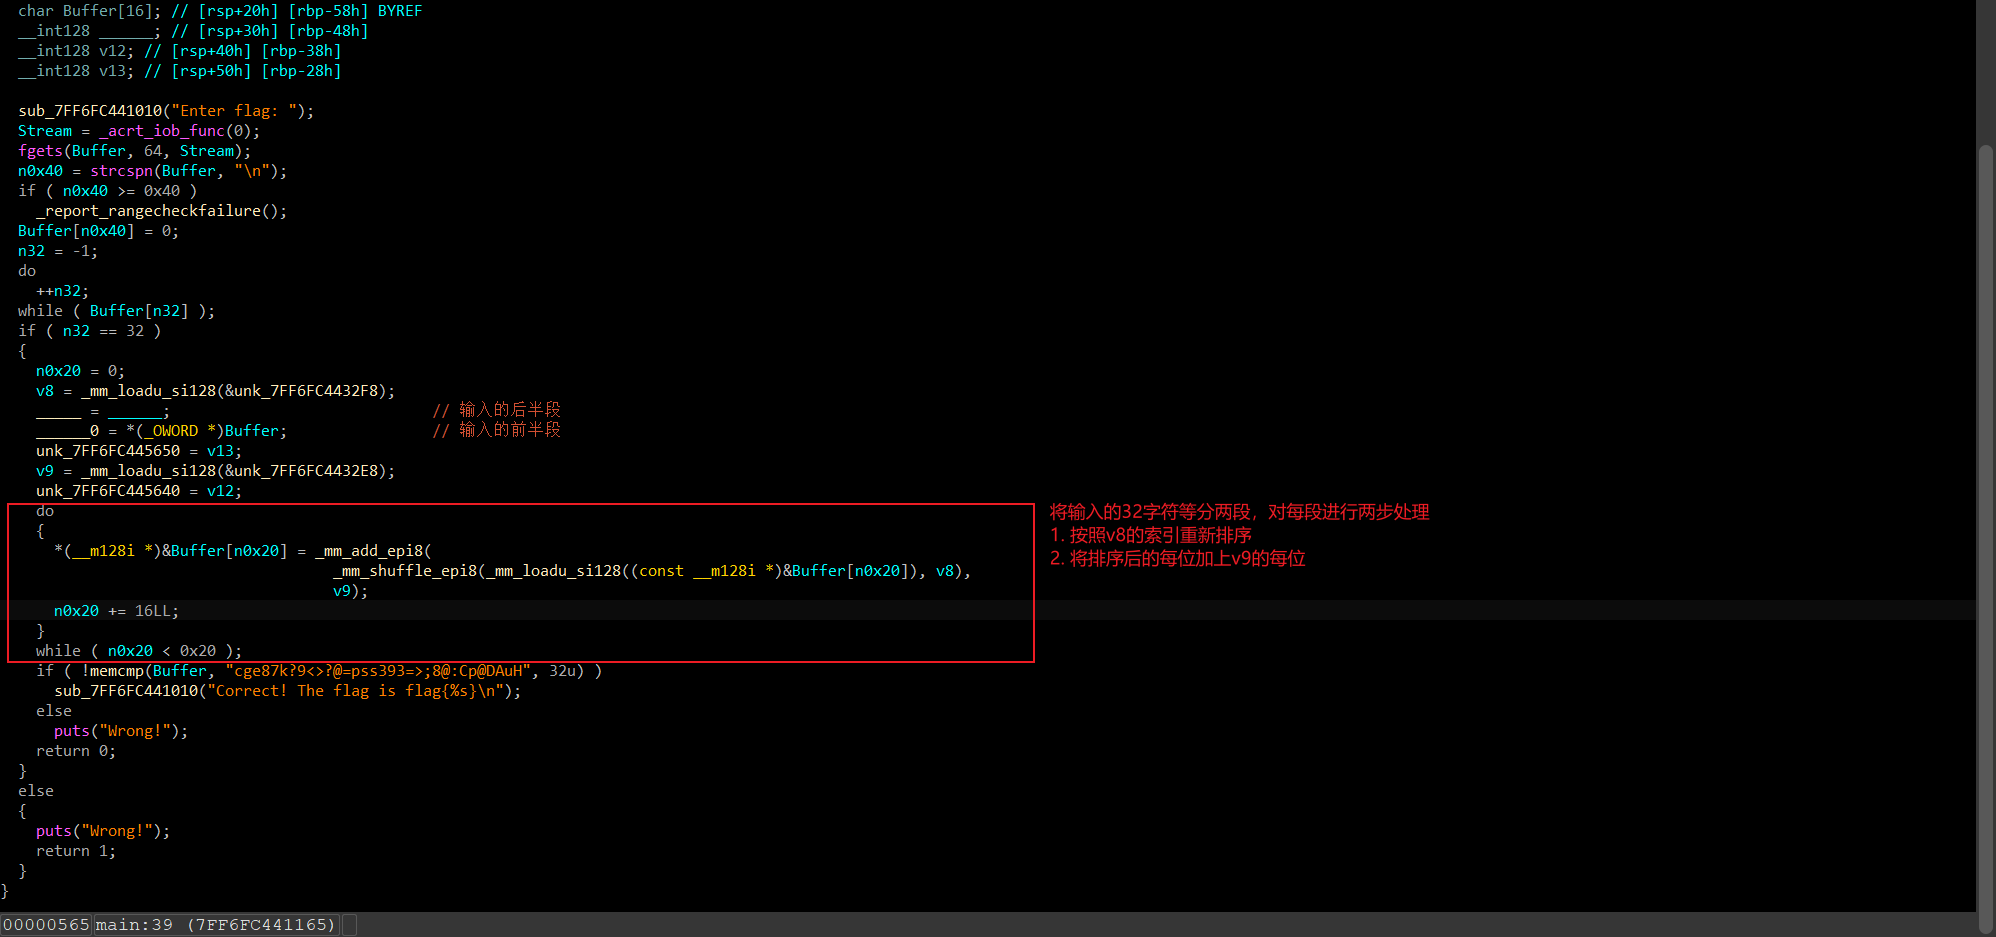 char Buffer[16]; // [rsp+20h] [rbp-58h] BYREF
__int128 ______; // [rsp+30h] [rbp-48h]
__int128 v12; // [rsp+40h] [rbp-38h]
__int128 v13; // [rsp+50h] [rbp-28h]
sub_7FF6FC441010("Enter flag: ");
Stream = _acrt_iob_func(0);
fgets(Buffer, 64, Stream);
n0x40 = strcspn(Buffer, "\n");
if ( n0x40 >= 0x40 )
_report_rangecheckfailure();
Buffer[n0x40] = 0;
n32 = -1;
do
++n32;
while ( Buffer[n32] );
if ( n32 == 32 )
{
n0x20 = 0;
v8 = _mm_loadu_si128(&unk_7FF6FC4432F8);
_____ = ______; // 输入的后半段
______0 = *(_OWORD *)Buffer; // 输入的前半段
unk_7FF6FC445650 = v13;
v9 = _mm_loadu_si128(&unk_7FF6FC4432E8);
unk_7FF6FC445640 = v12;
do
{
*(__m128i *)&Buffer[n0x20] = _mm_add_epi8(
_mm_shuffle_epi8(_mm_loadu_si128((const __m128i *)&Buffer[n0x20]), v8),
v9);
n0x20 += 16LL;
}
while ( n0x20 < 0x20 );
将输入的32字符等分两段，对每段进行两步处理
1. 按照v8的索引重新排序
2. 将排序后的每位加上v9的每位
if ( !memcmp(Buffer, "cge87k?9<>?@=pss393=>;8@:Cp@DAuH", 32u) )
sub_7FF6FC441010("Correct! The flag is flag{%s}\n");
else
puts("Wrong!");
return 0;
}
else
{
puts("Wrong!");
return 1;
}
}
00000565 main:39 (7FF6FC441165)